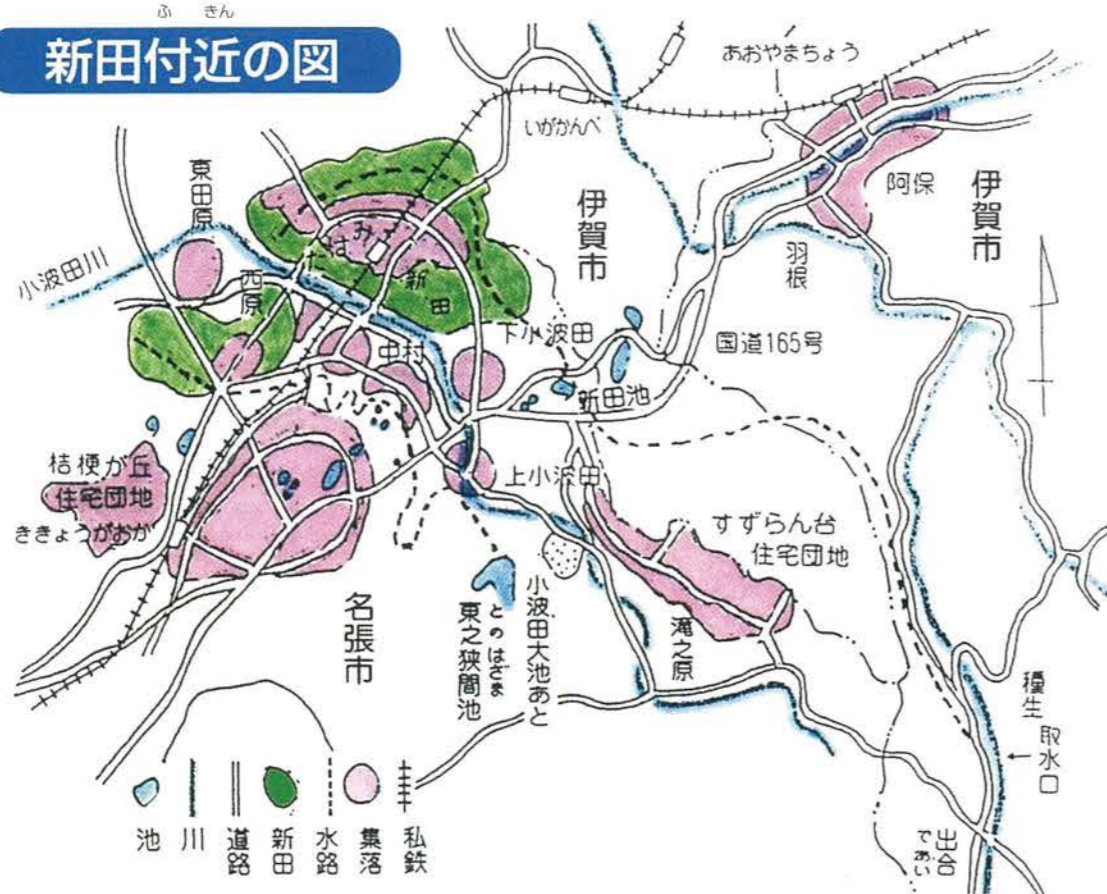 ふ きん
新田付近の図
あおやまちょう
いがかんべ
伊賀市
阿保
伊賀市
羽根
東田原
小波田川
西原
みはた
新田
下小波田
中村
国道165号
新田池
桔梗が丘
住宅団地
ききょうがおか
上小波田
すずらん台
住宅団地
名張市
とのはざま
東之狭間池
小波田大池あと
滝之原
種生
取水口
出合
であい
池
川
道路
新田
水路
集落
私鉄